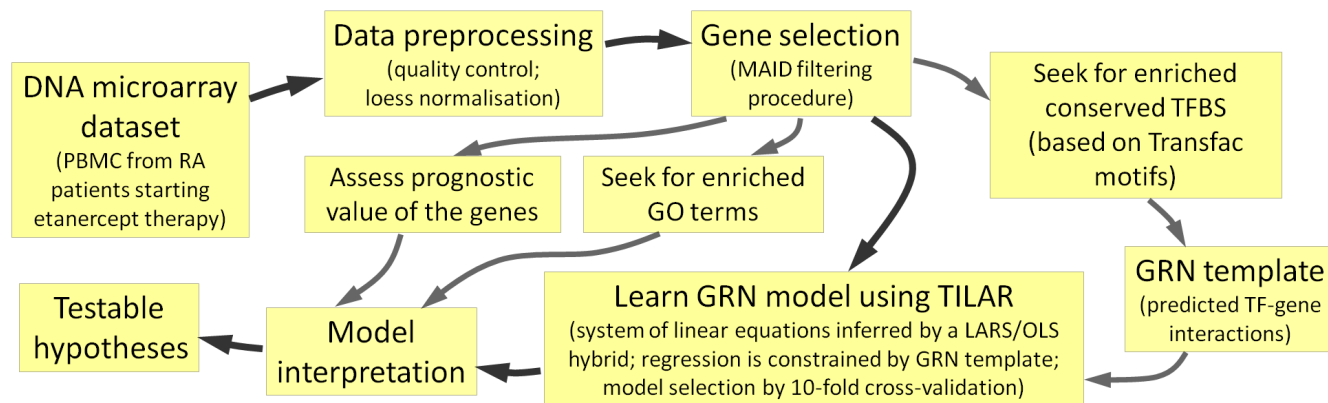 DNA microarray
dataset
(PBMC from RA
patients starting
etanercept therapy)
Data preprocessing
(quality control;
loess normalisation)
Gene selection
(MAID filtering
procedure)
Seek for enriched
conserved TFBS
(based on Transfac
motifs)
Assess prognostic
value of the genes
Seek for enriched
GO terms
GRN template
(predicted TF-gene
interactions)
Learn GRN model using TILAR
(system of linear equations inferred by a LARS/OLS
hybrid; regression is constrained by GRN template;
model selection by 10-fold cross-validation)
Model
interpretation
Testable
hypotheses